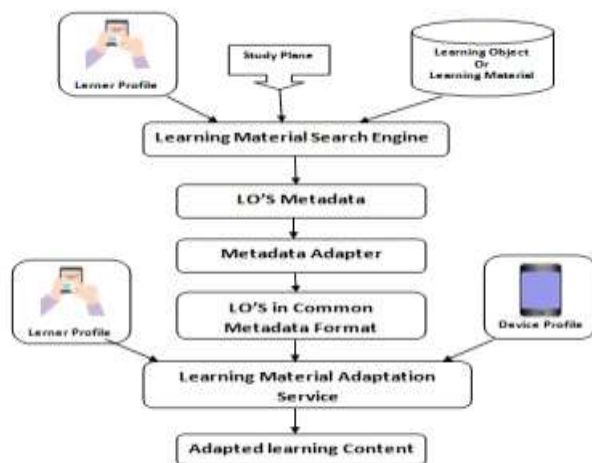 Study Plane
Learning Object
Or
Learning Material
Lerner Profile
Learning Material Search Engine
LO'S Metadata
Metadata Adapter
LO'S in Common
Metadata Format
Lerner Profile
Device Profile
Learning Material Adaptation
Service
Adapted learning Content